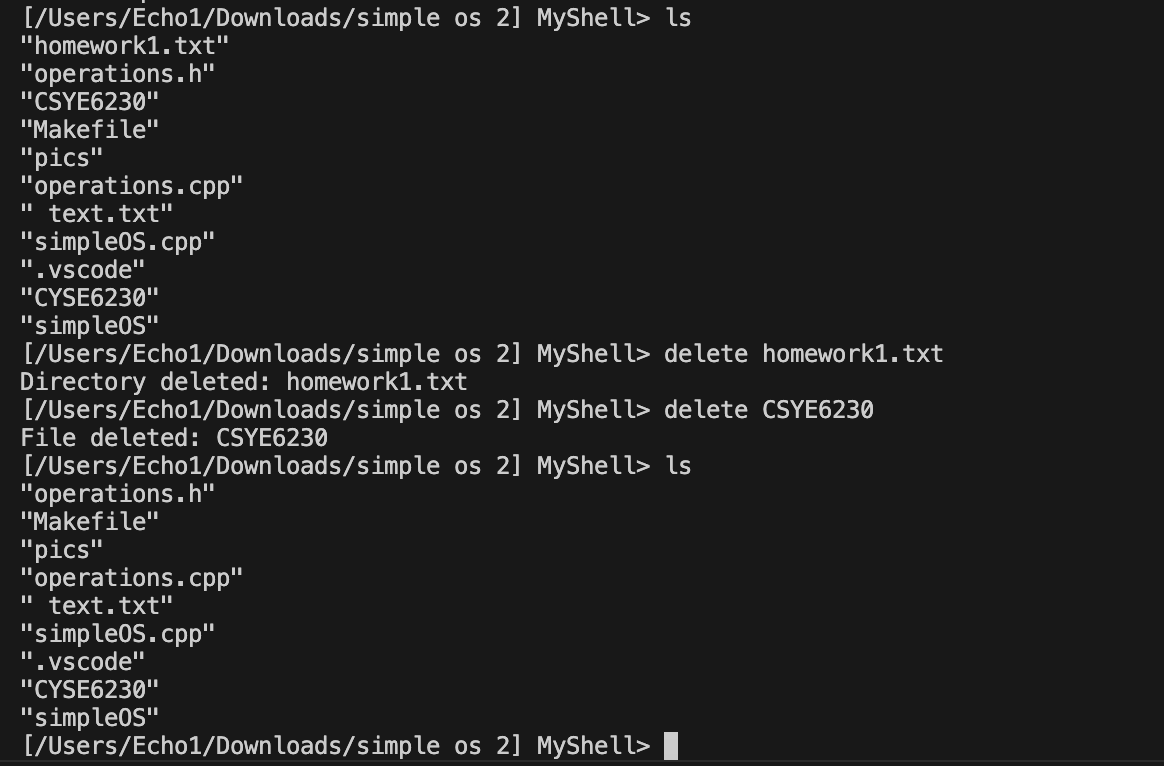 [/Users/Echo1/Downloads/simple os 2] MyShell> ls
"homework1.txt"
"operations.h"
"CSYE6230"
"Makefile"
"pics"
"operations.cpp"
" text.txt"
"simpleOS.cpp"
".vscode"
"CYSE6230"
"simpleOS"
[/Users/Echo1/Downloads/simple os 2] MyShell> delete homework1.txt
Directory deleted: homework1.txt
[/Users/Echo1/Downloads/simple os 2] MyShell> delete CSYE6230
File deleted: CSYE6230
[/Users/Echo1/Downloads/simple os 2] MyShell> ls
"operations.h"
"Makefile"
"pics"
"operations.cpp"
" text.txt"
"simpleOS.cpp"
".vscode"
"CYSE6230"
"simpleOS"
[/Users/Echo1/Downloads/simple os 2] MyShell>